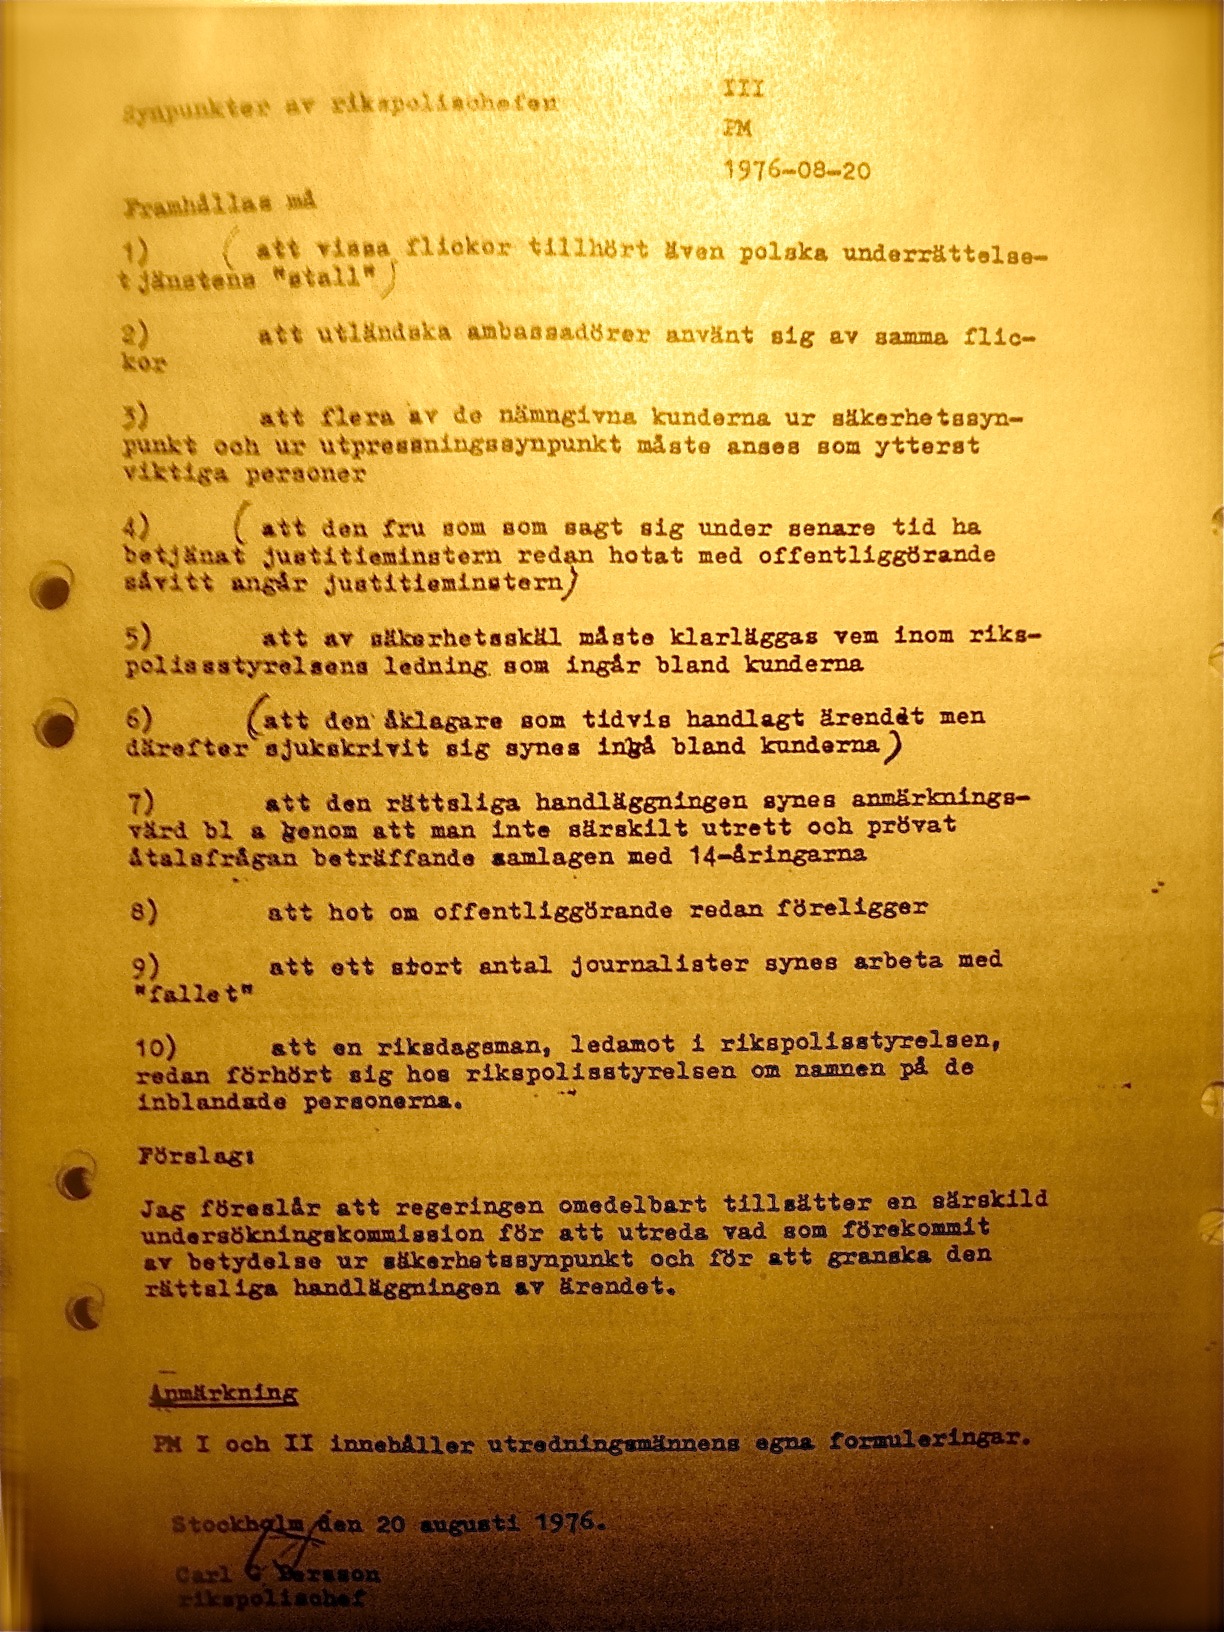 Synpunkter av rikspolischefen
III
PM
1976-08-20
Framhållas må
1) ( att vissa flickor tillhört även polska underrättelse-
tjänstens "stall")
2) att utländska ambassadörer använt sig av samma flic-
kor
3) att flera av de nämngivna kunderna ur säkerhetssyn-
punkt och ur utpressningssynpunkt måste anses som ytterst
viktiga personer
4) ( att den fru som som sagt sig under senare tid ha
betjänat justitieminstern redan hotat med offentliggörande
såvitt angår justitieminstern)
5) att av säkerhetsskäl måste klarläggas vem inom riks-
polissstyrelsens ledning som ingår bland kunderna
6) (att den åklagare som tidvis handlagt ärendet men
därefter sjukskrivit sig synes ingå bland kunderna)
7) att den rättsliga handläggningen synes anmärknings-
värd bl a genom att man inte särskilt utrett och prövat
åtalsfrågan beträffande samlagen med 14-åringarna
8) att hot om offentliggörande redan föreligger
9) att ett stort antal journalister synes arbeta med
"fallet"
10) att en riksdagsman, ledamot i rikspolisstyrelsen,
redan förhört sig hos rikspolisstyrelsen om namnen på de
inblandade personerna.
Förslag:
Jag föreslår att regeringen omedelbart tillsätter en särskild
undersökningskommission för att utreda vad som förekommit
av betydelse ur säkerhetssynpunkt och för att granska den
rättsliga handläggningen av ärendet.
Anmärkning
PM I och II innehåller utredningsmännens egna formuleringar.
Stockholm den 20 augusti 1976.
Carl G Persson
rikspolischef